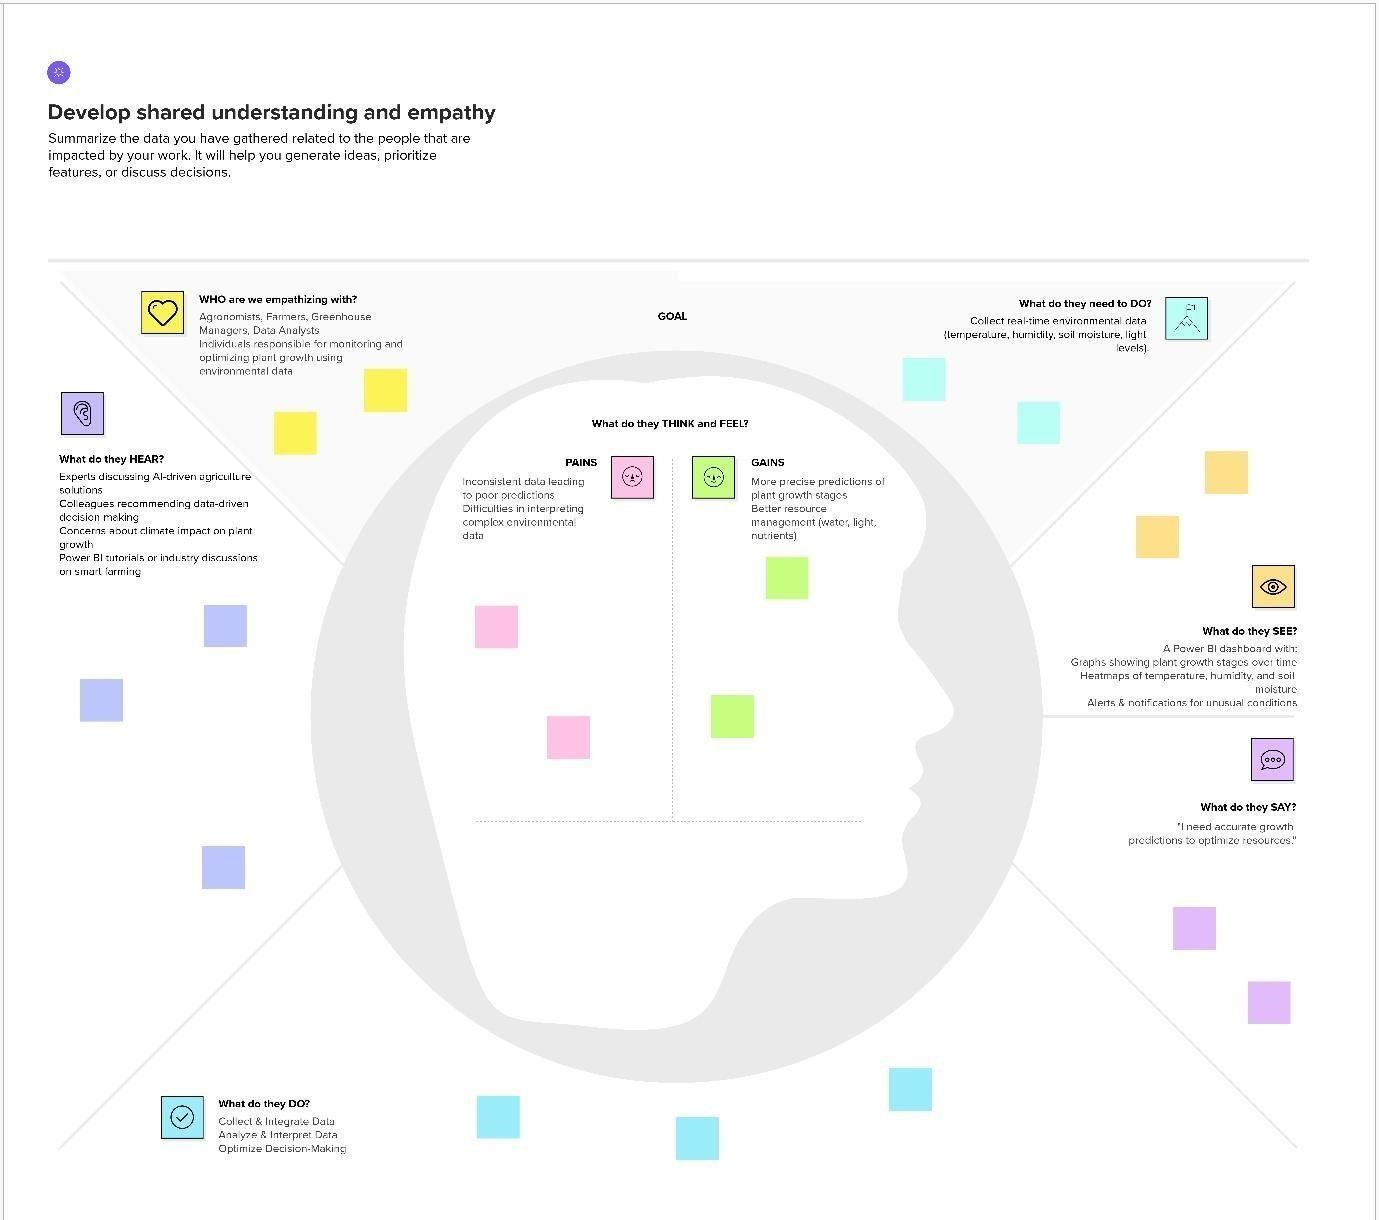 Develop shared understanding and empathy
Summarize the data you have gathered related to the people that are
impacted by your work. It will help you generate ideas, prioritize
features, or discuss decisions.
WHO are we empathizing with?
Agronomists, Farmers, Greenhouse
Managers, Data Analysts
Individuals responsible for monitoring and
optimizing plant growth using
environmental data
GOAL
What do they need to DO?
Collect real-time environmental data
(temperature, humidity, soil moisture, light
levels).
What do they HEAR?
Experts discussing AI-driven agriculture
solutions
Colleagues recommending data-driven
decision making
Concerns about climate impact on plant
growth
Power BI tutorials or industry discussions
on smart farming
What do they THINK and FEEL?
PAINS
Inconsistent data leading
to poor predictions
Difficulties in interpreting
complex environmental
data
GAINS
More precise predictions of
plant growth stages
Better resource
management (water, light,
nutrients)
What do they SEE?
A Power BI dashboard with:
Graphs showing plant growth stages over time
Heatmaps of temperature, humidity, and soil
moisture
Alerts & notifications for unusual conditions
What do they SAY?
"I need accurate growth
predictions to optimize resources."
What do they DO?
Collect & Integrate Data
Analyze & Interpret Data
Optimize Decision-Making